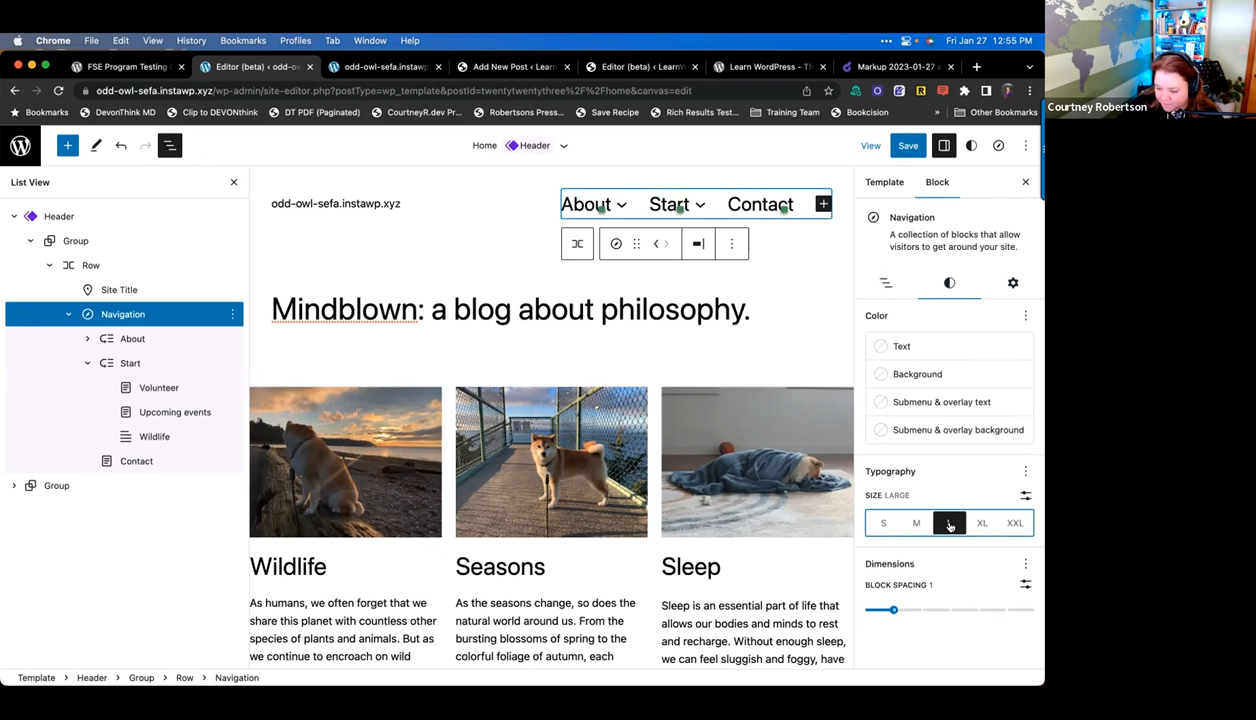 Chrome File Edit View History Bookmarks Profiles Tab Window Help
Fri Jan 27 12:55 PM
FSE Program Testing
Editor (beta) ‹ odd-ow
odd-owl-sefa.instawp
Add New Post ‹ Learn
Editor (beta) ‹ LearnW
Learn WordPress - Th
Markup 2023-01-27 a
odd-owl-sefa.instawp.xyz/wp-admin/site-editor.php?postType=wp_template&postId=twentytwentythree%2F%2Fhome&canvas=edit
Bookmarks DevonThink MD Clip to DEVONthink DT PDF (Paginated) CourtneyR.dev Pr... Robertsons Press... Save Recipe Rich Results Test... Training Team Bookcision » Other Bookmarks
Courtney Robertson
Home Header
View Save
List View
Header
Group
Row
Site Title
Navigation
About
Start
Volunteer
Upcoming events
Wildlife
Contact
Group
odd-owl-sefa.instawp.xyz
About Start Contact
Mindblown: a blog about philosophy.
Wildlife
As humans, we often forget that we
share this planet with countless other
species of plants and animals. But as
we continue to encroach on wild
Seasons
As the seasons change, so does the
natural world around us. From the
bursting blossoms of spring to the
colorful foliage of autumn, each
Sleep
Sleep is an essential part of life that
allows our bodies and minds to rest
and recharge. Without enough sleep,
we can feel sluggish and foggy, have
Template Block
Navigation
A collection of blocks that allow
visitors to get around your site.
Color
Text
Background
Submenu & overlay text
Submenu & overlay background
Typography
SIZE LARGE
S M L XL XXL
Dimensions
BLOCK SPACING 1
Template > Header > Group > Row > Navigation